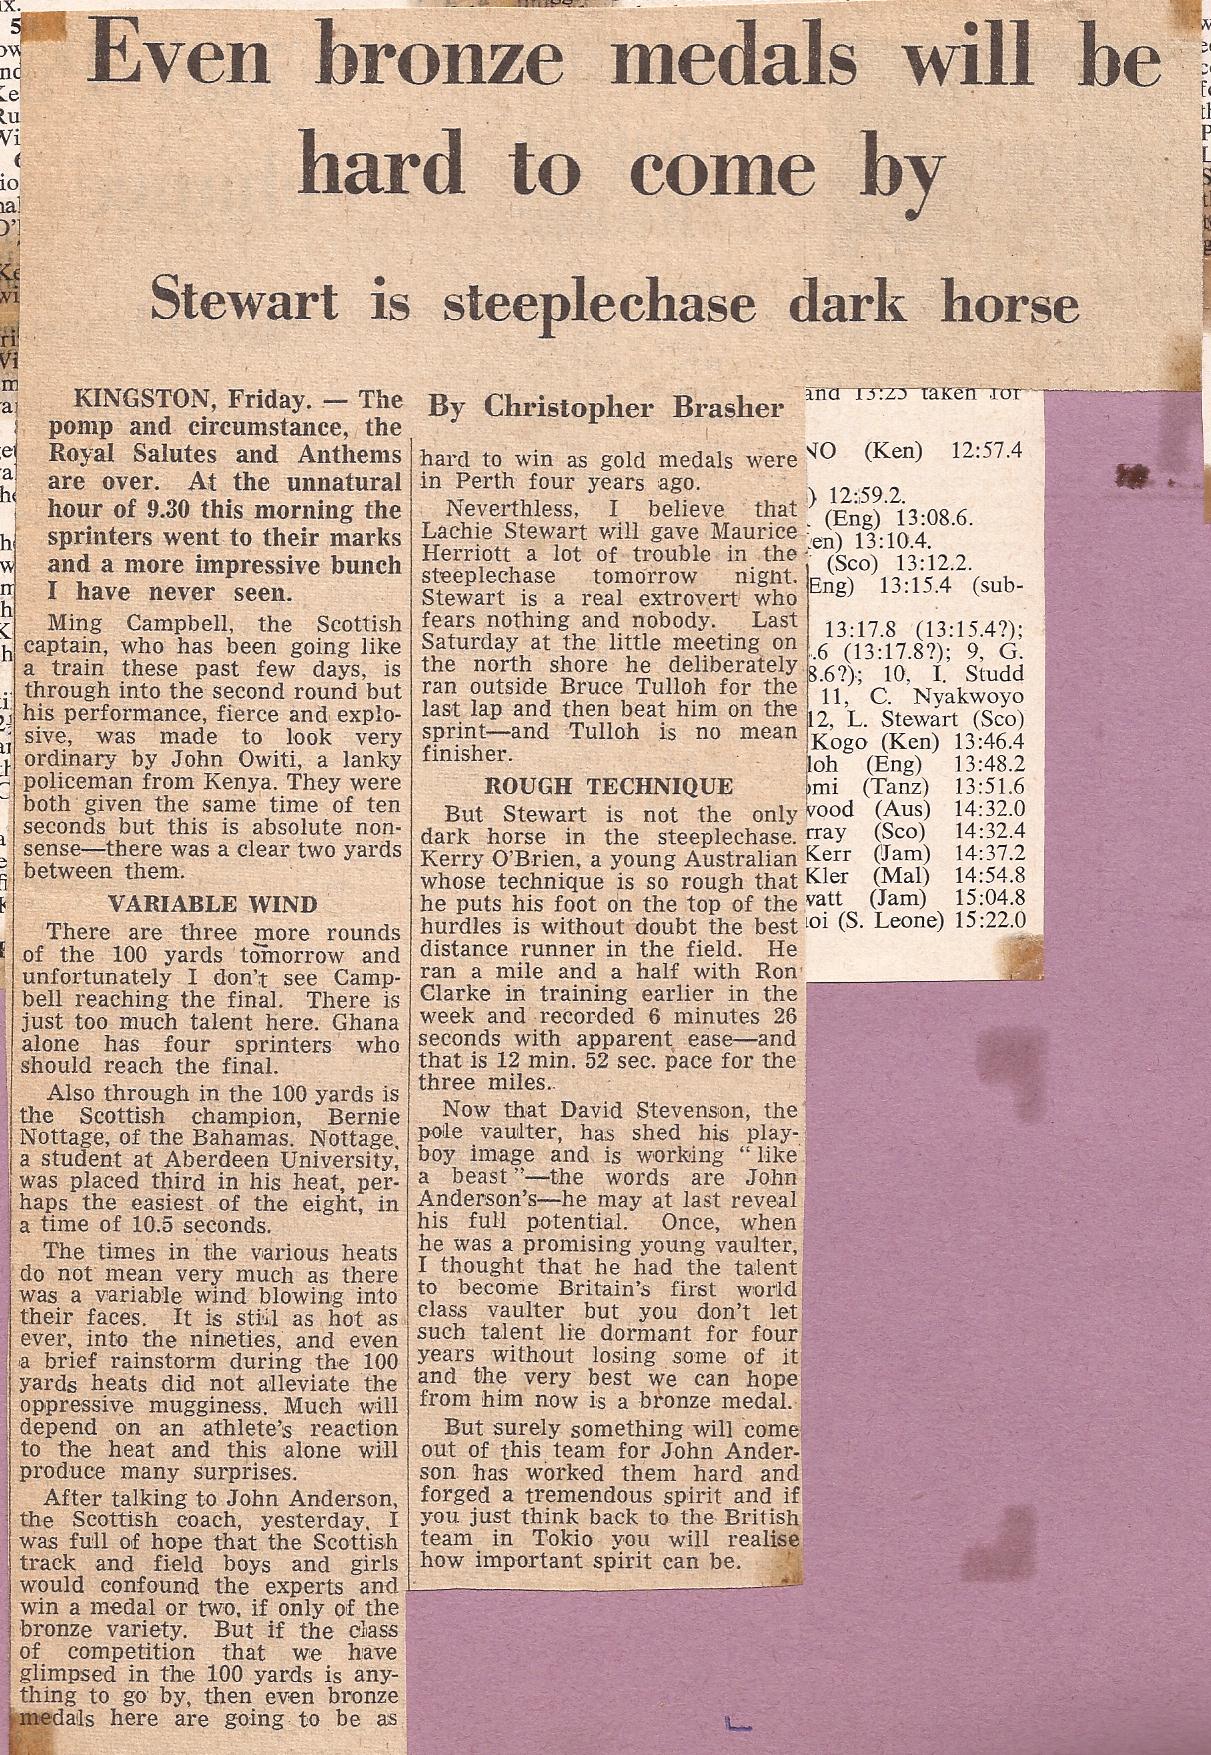 Even bronze medals will be
hard to come by
Stewart is steeplechase dark horse
KINGSTON, Friday. — The
pomp and circumstance, the
Royal Salutes and Anthems
are over. At the unnatural
hour of 9.30 this morning the
sprinters went to their marks
and a more impressive bunch
I have never seen.
Ming Campbell, the Scottish
captain, who has been going like
a train these past few days, is
through into the second round but
his performance, fierce and explo-
sive, was made to look very
ordinary by John Owiti, a lanky
policeman from Kenya. They were
both given the same time of ten
seconds but this is absolute non-
sense—there was a clear two yards
between them.
VARIABLE WIND
There are three more rounds
of the 100 yards tomorrow and
unfortunately I don't see Camp-
bell reaching the final. There is
just too much talent here. Ghana
alone has four sprinters who
should reach the final.
Also through in the 100 yards is
the Scottish champion, Bernie
Nottage, of the Bahamas. Nottage,
a student at Aberdeen University,
was placed third in his heat, per-
haps the easiest of the eight, in
a time of 10.5 seconds.
The times in the various heats
do not mean very much as there
was a variable wind blowing into
their faces. It is still as hot as
ever, into the nineties, and even
a brief rainstorm during the 100
yards heats did not alleviate the
oppressive mugginess. Much will
depend on an athlete's reaction
to the heat and this alone will
produce many surprises.
After talking to John Anderson,
the Scottish coach, yesterday, I
was full of hope that the Scottish
track and field boys and girls
would confound the experts and
win a medal or two, if only of the
bronze variety. But if the class
of competition that we have
glimpsed in the 100 yards is any-
thing to go by, then even bronze
medals here are going to be as
By Christopher Brasher
hard to win as gold medals were
in Perth four years ago.
Nevertheless, I believe that
Lachie Stewart will gave Maurice
Herriott a lot of trouble in the
steeplechase tomorrow night.
Stewart is a real extrovert who
fears nothing and nobody. Last
Saturday at the little meeting on
the north shore he deliberately
ran outside Bruce Tulloh for the
last lap and then beat him on the
sprint—and Tulloh is no mean
finisher.
ROUGH TECHNIQUE
But Stewart is not the only
dark horse in the steeplechase.
Kerry O'Brien, a young Australian
whose technique is so rough that
he puts his foot on the top of the
hurdles is without doubt the best
distance runner in the field. He
ran a mile and a half with Ron
Clarke in training earlier in the
week and recorded 6 minutes 26
seconds with apparent ease—and
that is 12 min. 52 sec. pace for the
three miles.
Now that David Stevenson, the
pole vaulter, has shed his play-
boy image and is working "like
a beast"—the words are John
Anderson's—he may at last reveal
his full potential. Once, when
he was a promising young vaulter,
I thought that he had the talent
to become Britain's first world
class vaulter but you don't let
such talent lie dormant for four
years without losing some of it
and the very best we can hope
from him now is a bronze medal.
But surely something will come
out of this team for John Ander-
son has worked them hard and
forged a tremendous spirit and if
you just think back to the British
team in Tokio you will realise
how important spirit can be.
and 13:25 taken for
NO (Ken) 12:57.4
) 12:59.2.
(Eng) 13:08.6.
en) 13:10.4.
(Sco) 13:12.2.
Eng) 13:15.4 (sub-
13:17.8 (13:15.4?);
.6 (13:17.8?); 9, G.
8.6?); 10, I. Studd
11, C. Nyakwoyo
12, L. Stewart (Sco)
Kogo (Ken) 13:46.4
loh (Eng) 13:48.2
omi (Tanz) 13:51.6
wood (Aus) 14:32.0
rray (Sco) 14:32.4
Kerr (Jam) 14:37.2
Kler (Mal) 14:54.8
watt (Jam) 15:04.8
oi (S. Leone) 15:22.0